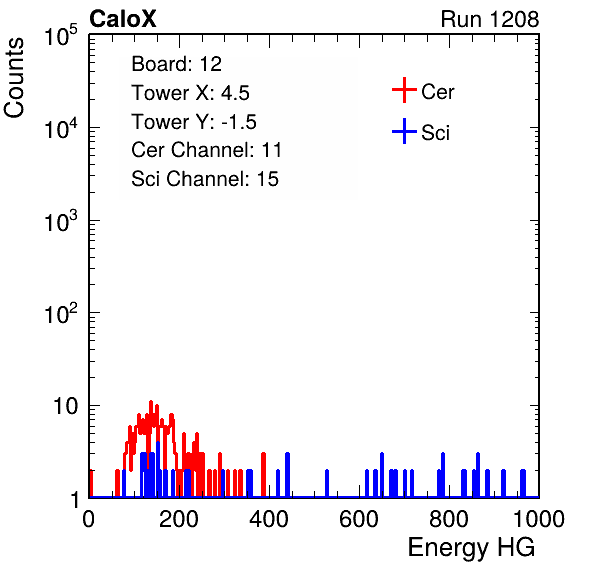 CaloX Run 1208
Counts
10^5
10^4
10^3
10^2
10
1
Board: 12
Tower X: 4.5
Tower Y: -1.5
Cer Channel: 11
Sci Channel: 15
Cer
Sci
0 200 400 600 800 1000
Energy HG